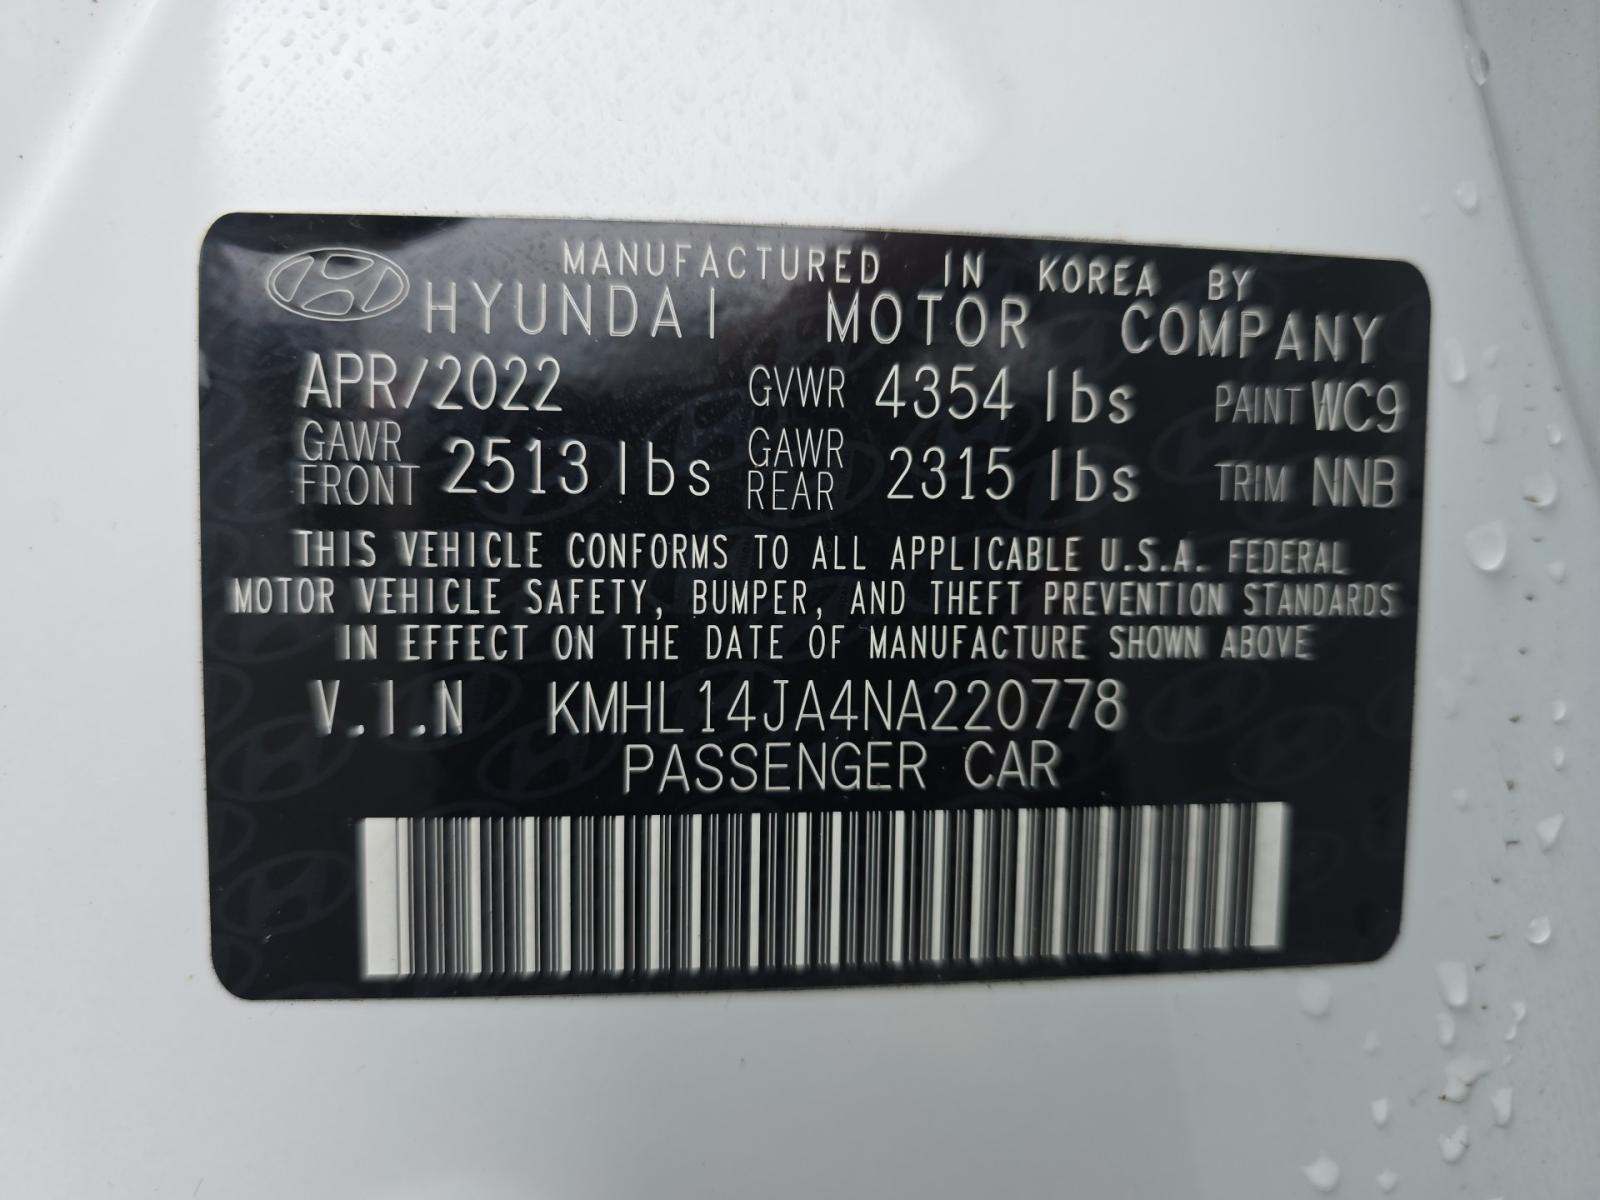 MANUFACTURED IN KOREA BY
HYUNDAI MOTOR COMPANY
APR/2022 GVWR 4354 lbs PAINT WC9
GAWR FRONT 2513 lbs GAWR REAR 2315 lbs TRIM NNB
THIS VEHICLE CONFORMS TO ALL APPLICABLE U.S.A. FEDERAL
MOTOR VEHICLE SAFETY, BUMPER, AND THEFT PREVENTION STANDARDS
IN EFFECT ON THE DATE OF MANUFACTURE SHOWN ABOVE
V.I.N KMHL14JA4NA220778
PASSENGER CAR